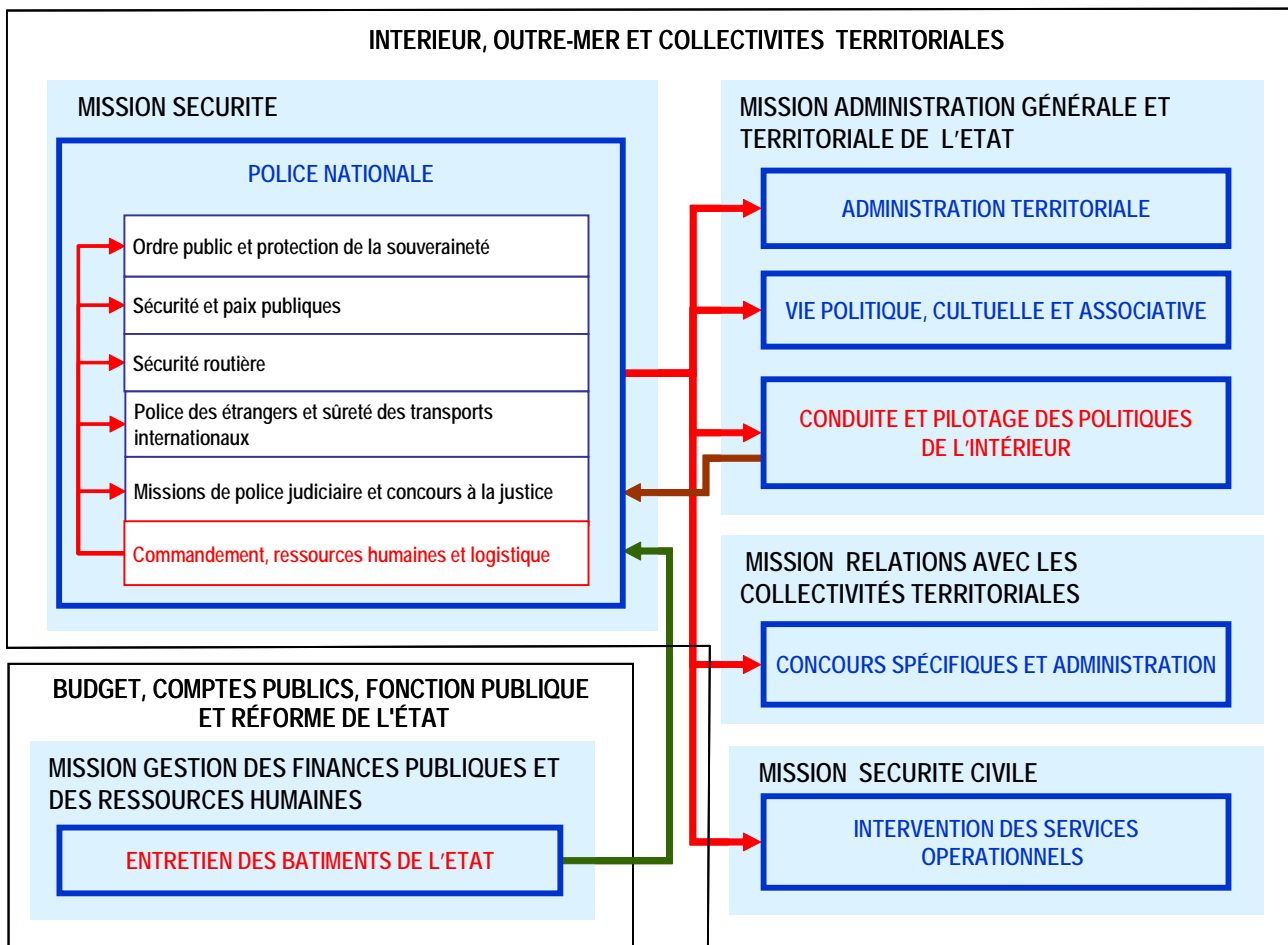 INTERIEUR, OUTRE-MER ET COLLECTIVITES TERRITORIALES
MISSION SECURITE
POLICE NATIONALE
Ordre public et protection de la souveraineté
Sécurité et paix publiques
Sécurité routière
Police des étrangers et sûreté des transports
internationaux
Missions de police judiciaire et concours à la justice
Commandement, ressources humaines et logistique
MISSION ADMINISTRATION GÉNÉRALE ET
TERRITORIALE DE L'ETAT
ADMINISTRATION TERRITORIALE
VIE POLITIQUE, CULTUELLE ET ASSOCIATIVE
CONDUITE ET PILOTAGE DES POLITIQUES
DE L'INTÉRIEUR
MISSION RELATIONS AVEC LES
COLLECTIVITÉS TERRITORIALES
CONCOURS SPÉCIFIQUES ET ADMINISTRATION
MISSION SECURITE CIVILE
INTERVENTION DES SERVICES
OPERATIONNELS
BUDGET, COMPTES PUBLICS, FONCTION PUBLIQUE
ET RÉFORME DE L'ÉTAT
MISSION GESTION DES FINANCES PUBLIQUES ET
DES RESSOURCES HUMAINES
ENTRETIEN DES BATIMENTS DE L'ETAT